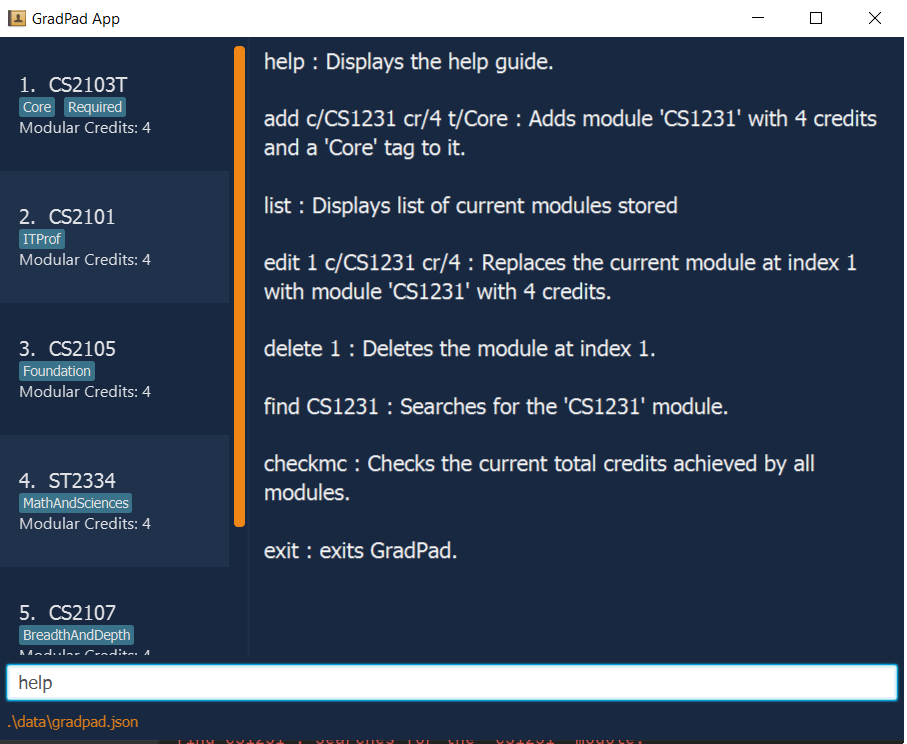 GradPad App
1. CS2103T
Core Required
Modular Credits: 4
2. CS2101
ITProf
Modular Credits: 4
3. CS2105
Foundation
Modular Credits: 4
4. ST2334
MathAndSciences
Modular Credits: 4
5. CS2107
BreadthAndDepth
Modular Credits: 4
help : Displays the help guide.
add c/CS1231 cr/4 t/Core : Adds module 'CS1231' with 4 credits
and a 'Core' tag to it.
list : Displays list of current modules stored
edit 1 c/CS1231 cr/4 : Replaces the current module at index 1
with module 'CS1231' with 4 credits.
delete 1 : Deletes the module at index 1.
find CS1231 : Searches for the 'CS1231' module.
checkmc : Checks the current total credits achieved by all
modules.
exit : exits GradPad.
help
.\data\gradpad.json
find CS1231 : Searches for the 'CS1231' module.